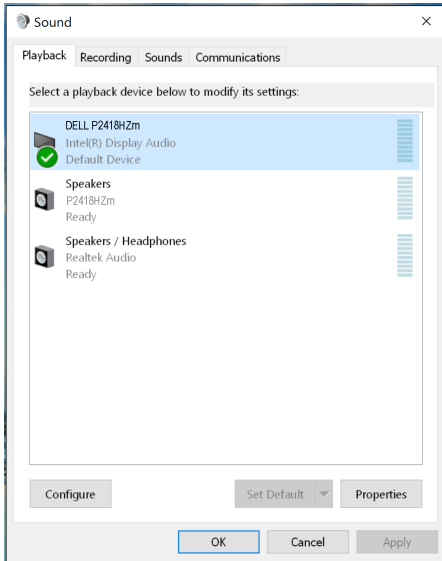 Sound
Playback Recording Sounds Communications
Select a playback device below to modify its settings:
DELL P2418HZm
Intel(R) Display Audio
Default Device
Speakers
P2418HZm
Ready
Speakers / Headphones
Realtek Audio
Ready
Configure Set Default Properties
OK Cancel Apply